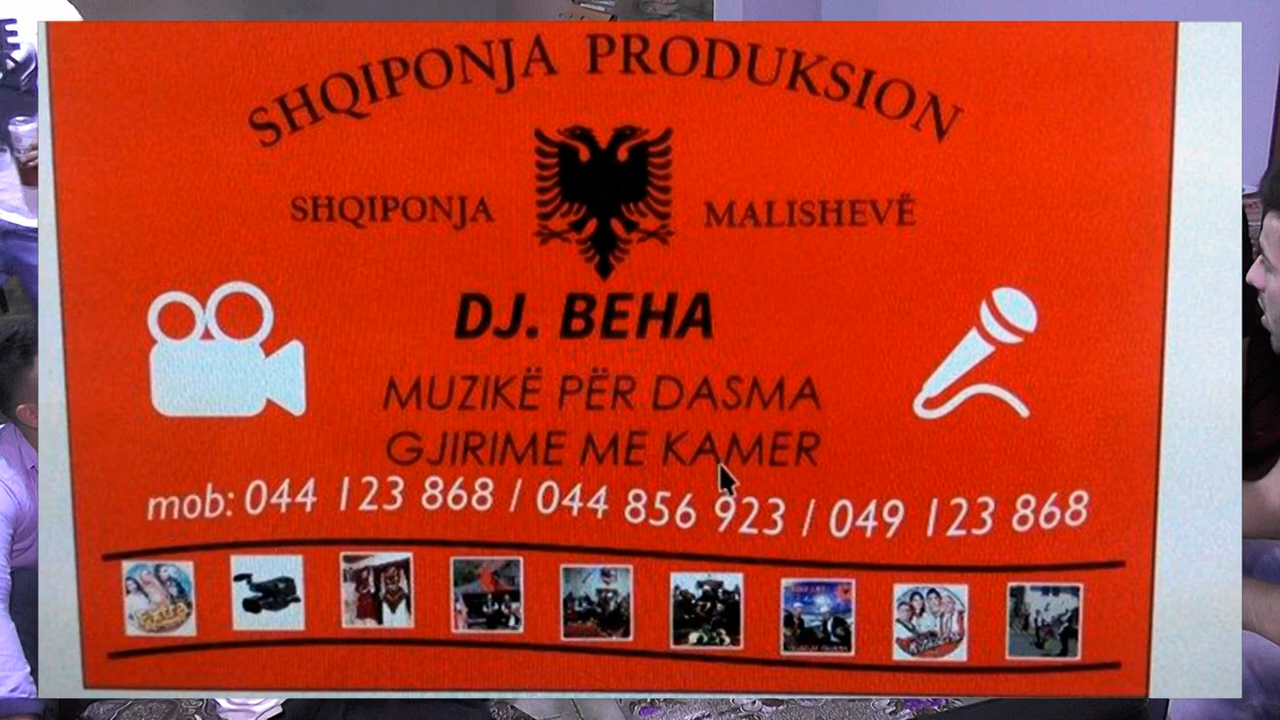 SHQIPONJA PRODUKSION
SHQIPONJA MALISHEVË
DJ. BEHA
MUZIKË PËR DASMA
GJIRIME ME KAMER
mob: 044 123 868 / 044 856 923 / 049 123 868